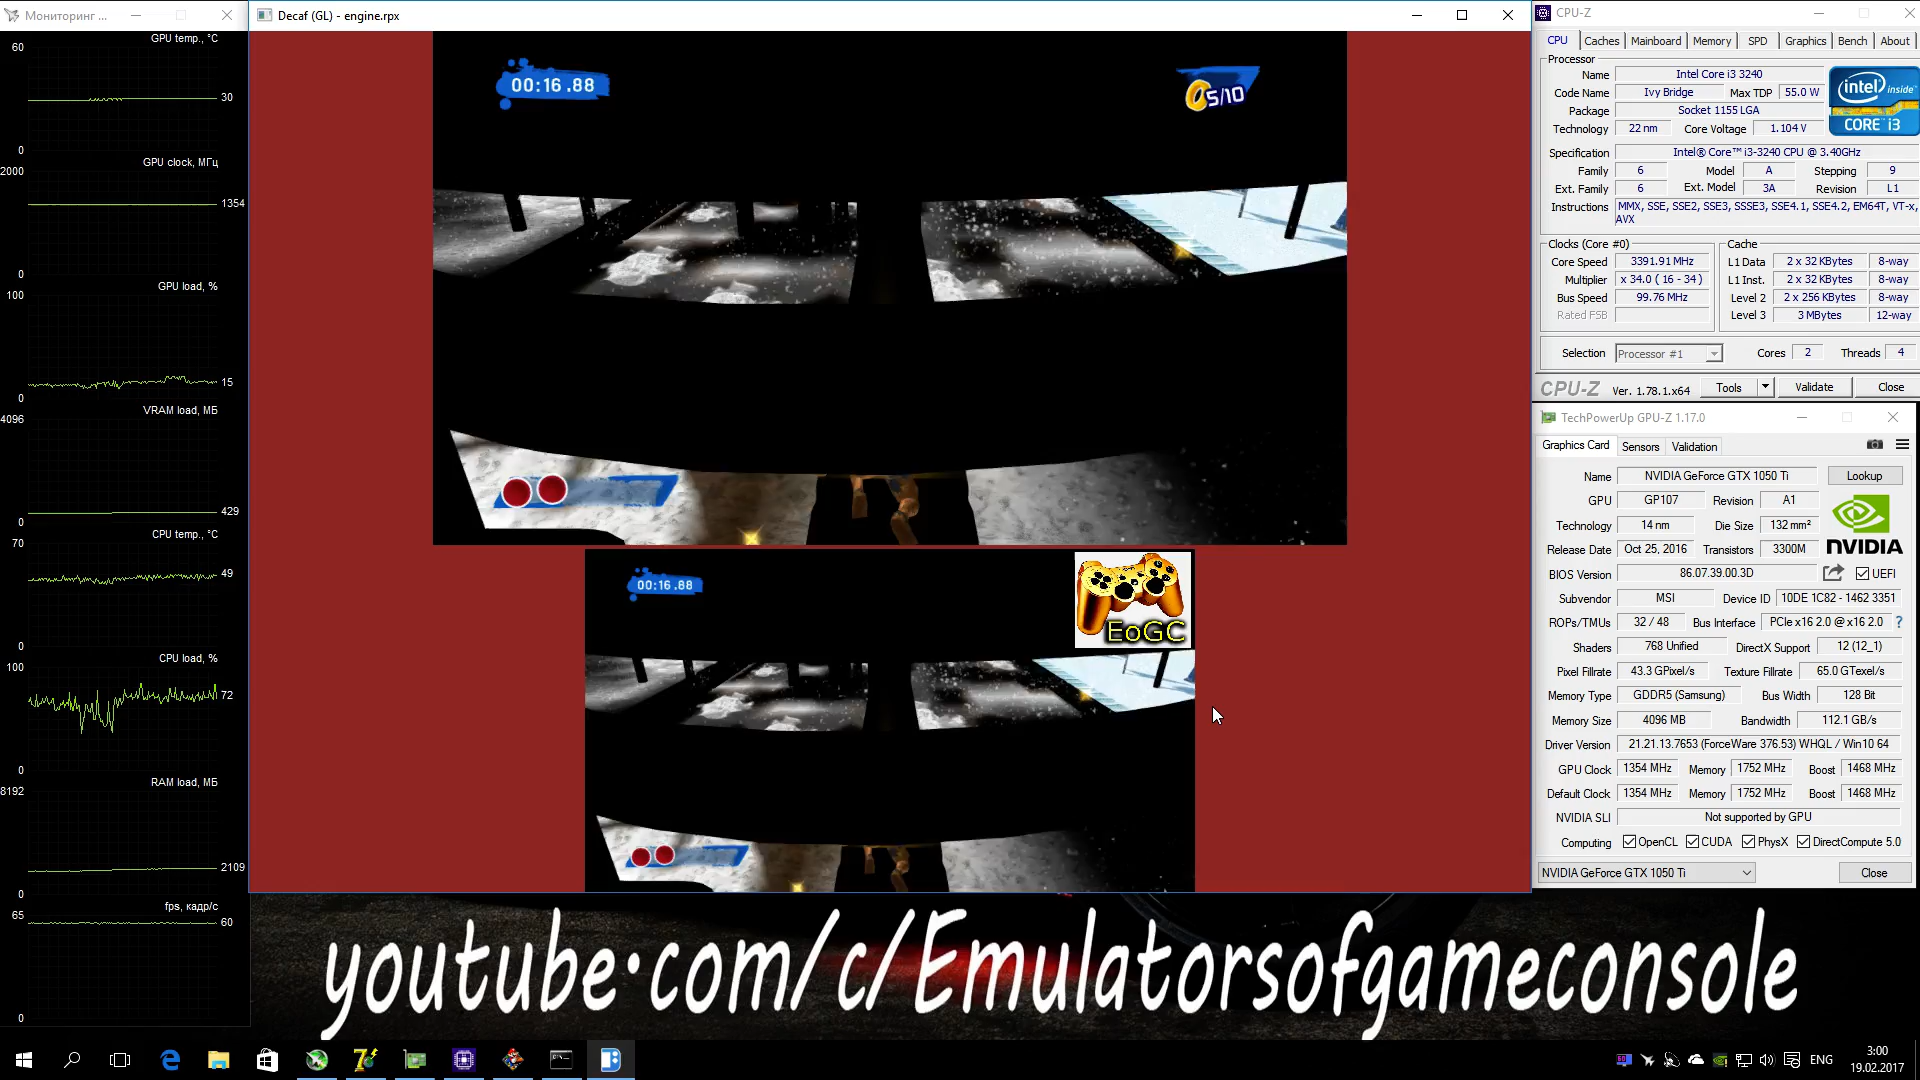 Мониторинг ...
GPU temp., °C
60
30
0
GPU clock, МГц
2000
1354
0
GPU load, %
100
15
0
VRAM load, МБ
4096
429
0
CPU temp., °C
70
49
0
CPU load, %
100
72
0
RAM load, МБ
8192
2109
0
fps, кадр/с
65
60
0
Decaf (GL) - engine.rpx
00:16.88
5/10
00:16.88
EoGC
CPU-Z
CPU Caches Mainboard Memory SPD Graphics Bench About
Processor
Name Intel Core i3 3240
Code Name Ivy Bridge Max TDP 55.0 W
Package Socket 1155 LGA
Technology 22 nm Core Voltage 1.104 V
intel inside™
CORE i3
Specification Intel® Core™ i3-3240 CPU @ 3.40GHz
Family 6 Model A Stepping 9
Ext. Family 6 Ext. Model 3A Revision L1
Instructions MMX, SSE, SSE2, SSE3, SSSE3, SSE4.1, SSE4.2, EM64T, VT-x,
AVX
Clocks (Core #0) Cache
Core Speed 3391.91 MHz L1 Data 2 x 32 KBytes 8-way
Multiplier x 34.0 ( 16 - 34 ) L1 Inst. 2 x 32 KBytes 8-way
Bus Speed 99.76 MHz Level 2 2 x 256 KBytes 8-way
Rated FSB Level 3 3 MBytes 12-way
Selection Processor #1 Cores 2 Threads 4
CPU-Z Ver. 1.78.1.x64 Tools Validate Close
TechPowerUp GPU-Z 1.17.0
Graphics Card Sensors Validation
Name NVIDIA GeForce GTX 1050 Ti Lookup
GPU GP107 Revision A1
Technology 14 nm Die Size 132 mm²
Release Date Oct 25, 2016 Transistors 3300M
NVIDIA
BIOS Version 86.07.39.00.3D UEFI
Subvendor MSI Device ID 10DE 1C82 - 1462 3351
ROPs/TMUs 32 / 48 Bus Interface PCIe x16 2.0 @ x16 2.0 ?
Shaders 768 Unified DirectX Support 12 (12_1)
Pixel Fillrate 43.3 GPixel/s Texture Fillrate 65.0 GTexel/s
Memory Type GDDR5 (Samsung) Bus Width 128 Bit
Memory Size 4096 MB Bandwidth 112.1 GB/s
Driver Version 21.21.13.7653 (ForceWare 376.53) WHQL / Win10 64
GPU Clock 1354 MHz Memory 1752 MHz Boost 1468 MHz
Default Clock 1354 MHz Memory 1752 MHz Boost 1468 MHz
NVIDIA SLI Not supported by GPU
Computing OpenCL CUDA PhysX DirectCompute 5.0
NVIDIA GeForce GTX 1050 Ti Close
youtube.com/c/Emulatorsofgameconsole
ENG
3:00
19.02.2017